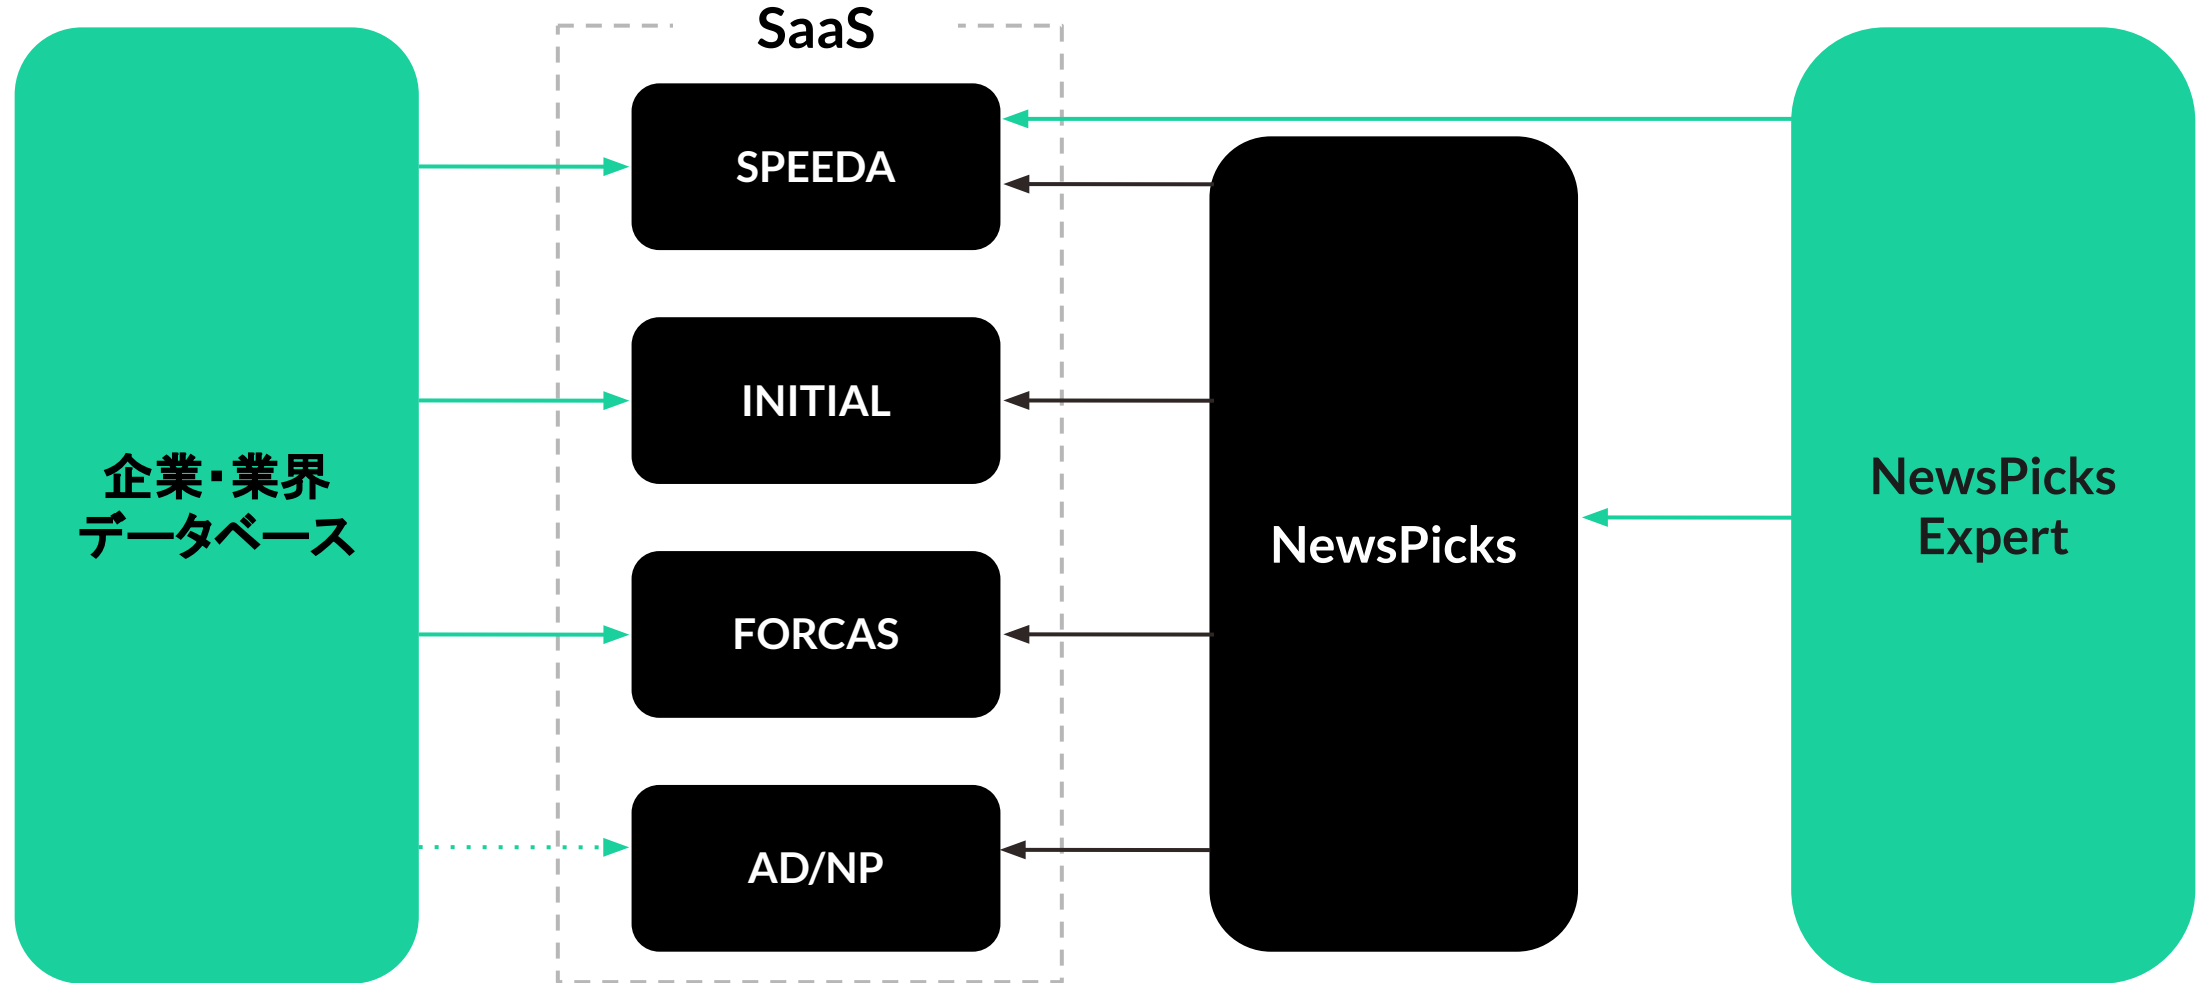 SaaS
企業・業界
データベース
SPEEDA
INITIAL
FORCAS
AD/NP
NewsPicks
NewsPicks
Expert